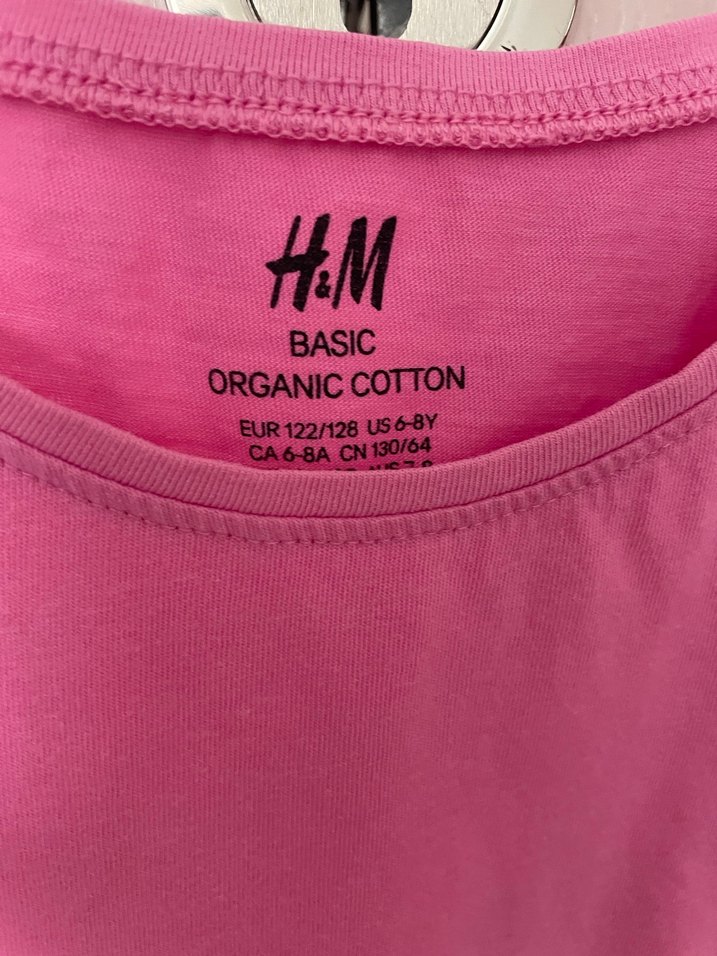 H&M
BASIC
ORGANIC COTTON
EUR 122/128 US 6-8Y
CA 6-8A CN 130/64